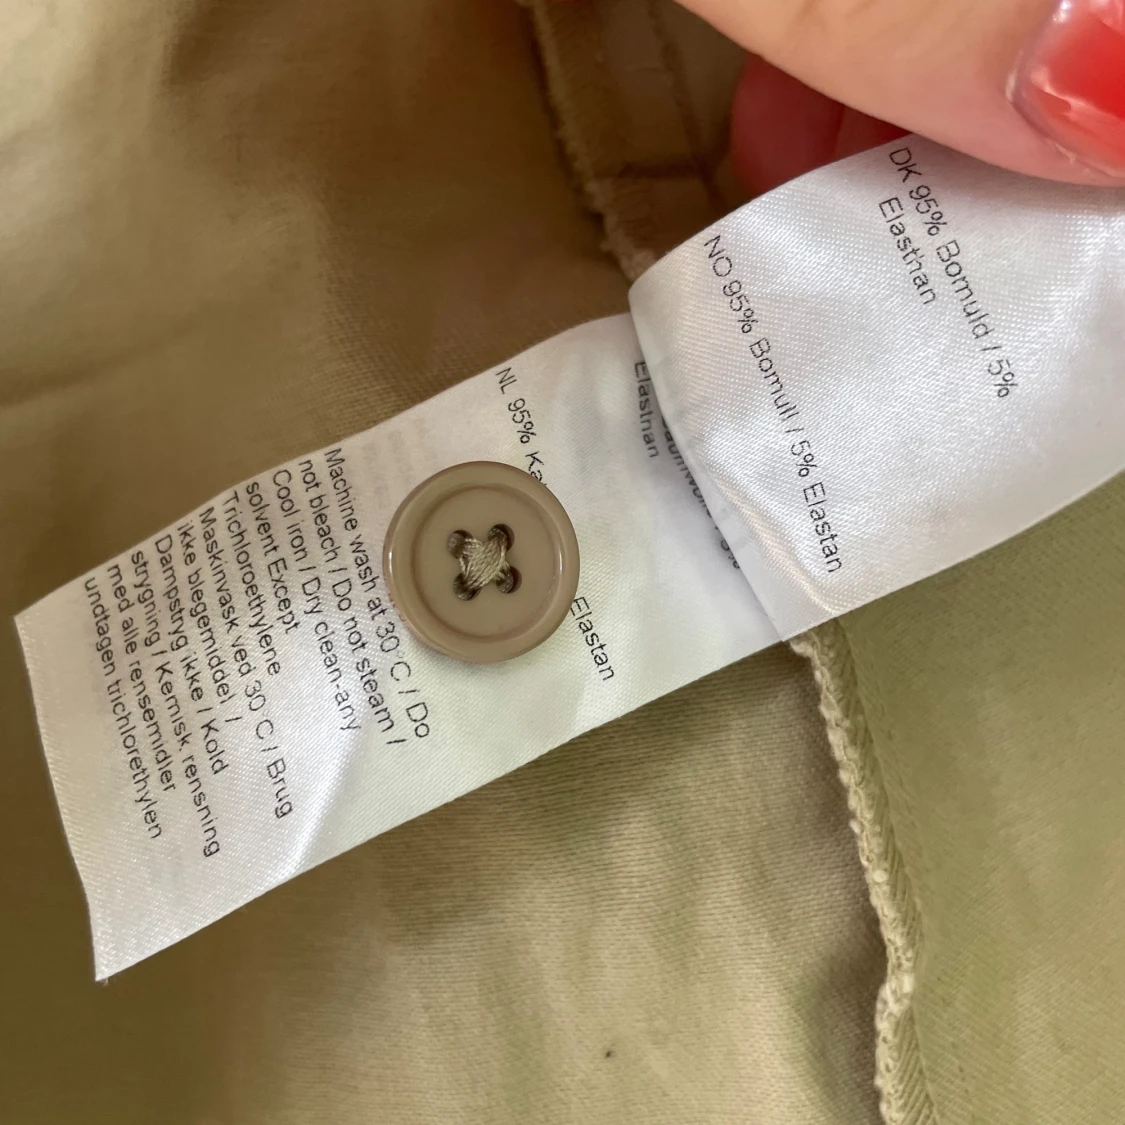 DK 95% Bomuld / 5%
Elasthan
NO 95% Bomull / 5% Elastan
Elasthan
NL 95% Elastan
Machine wash at 30°C / Do
not bleach / Do not steam /
Cool iron / Dry clean-any
solvent Except
Trichloroethylene
Maskinvask ved 30°C / Brug
ikke blegemiddel /
Dampstryg ikke / Kold
strygning / Kemisk rensning
med alle rensemidler
undtagen trichlorethylen